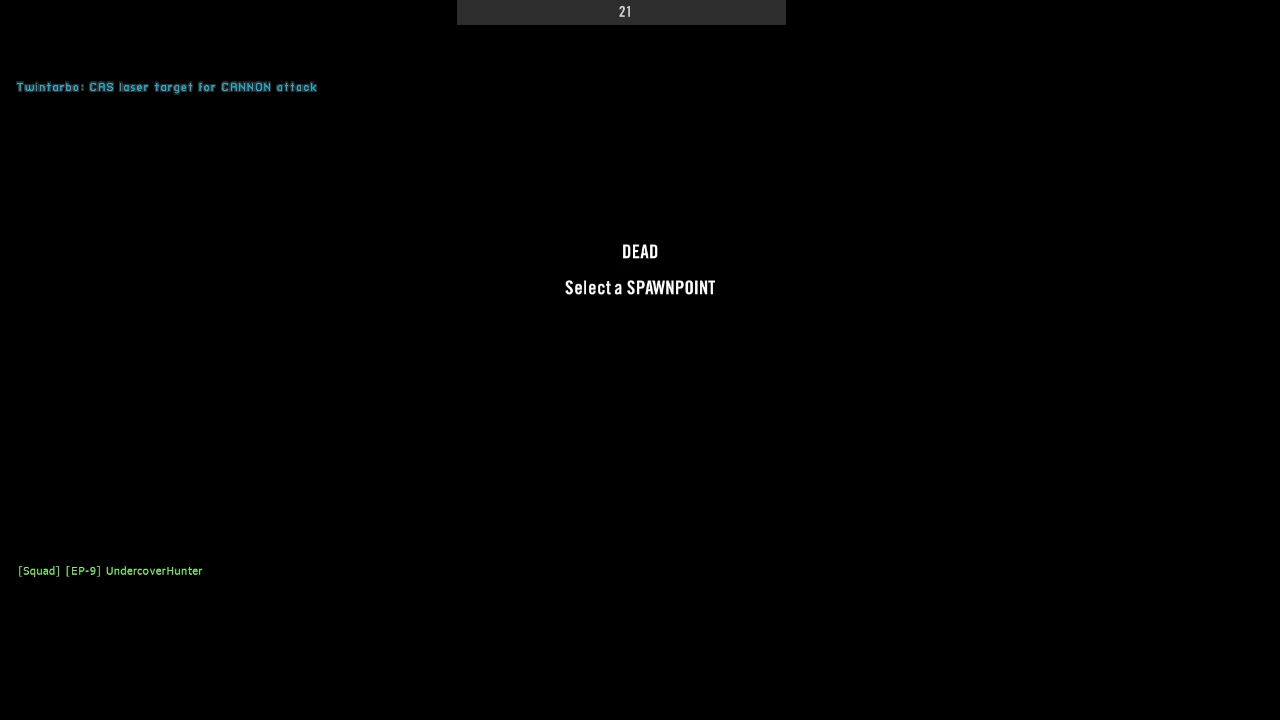 21
Twintarbo: CAS laser target for CANNON attack
DEAD
Select a SPAWNPOINT
[Squad] [EP-9] UndercoverHunter